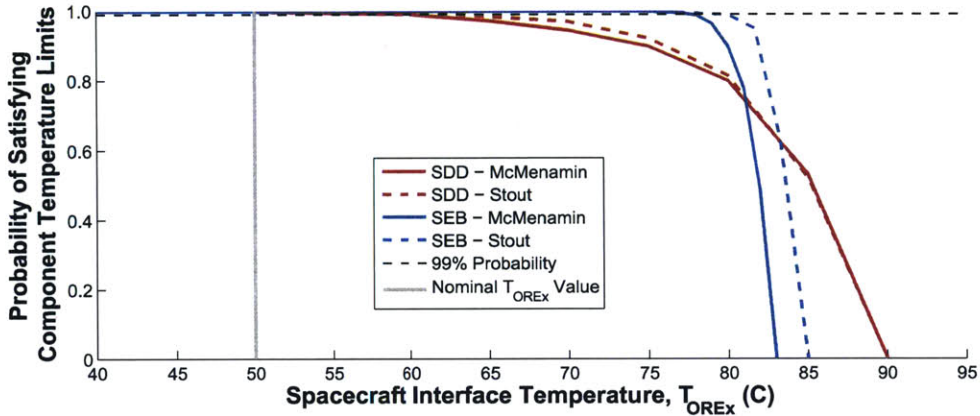 Probability of Satisfying
Component Temperature Limits
1.0
0.8
0.6
0.4
0.2
0
SDD – McMenamin
SDD – Stout
SEB – McMenamin
SEB – Stout
99% Probability
Nominal T_OREx Value
40 45 50 55 60 65 70 75 80 85 90 95
Spacecraft Interface Temperature, T_OREx (C)